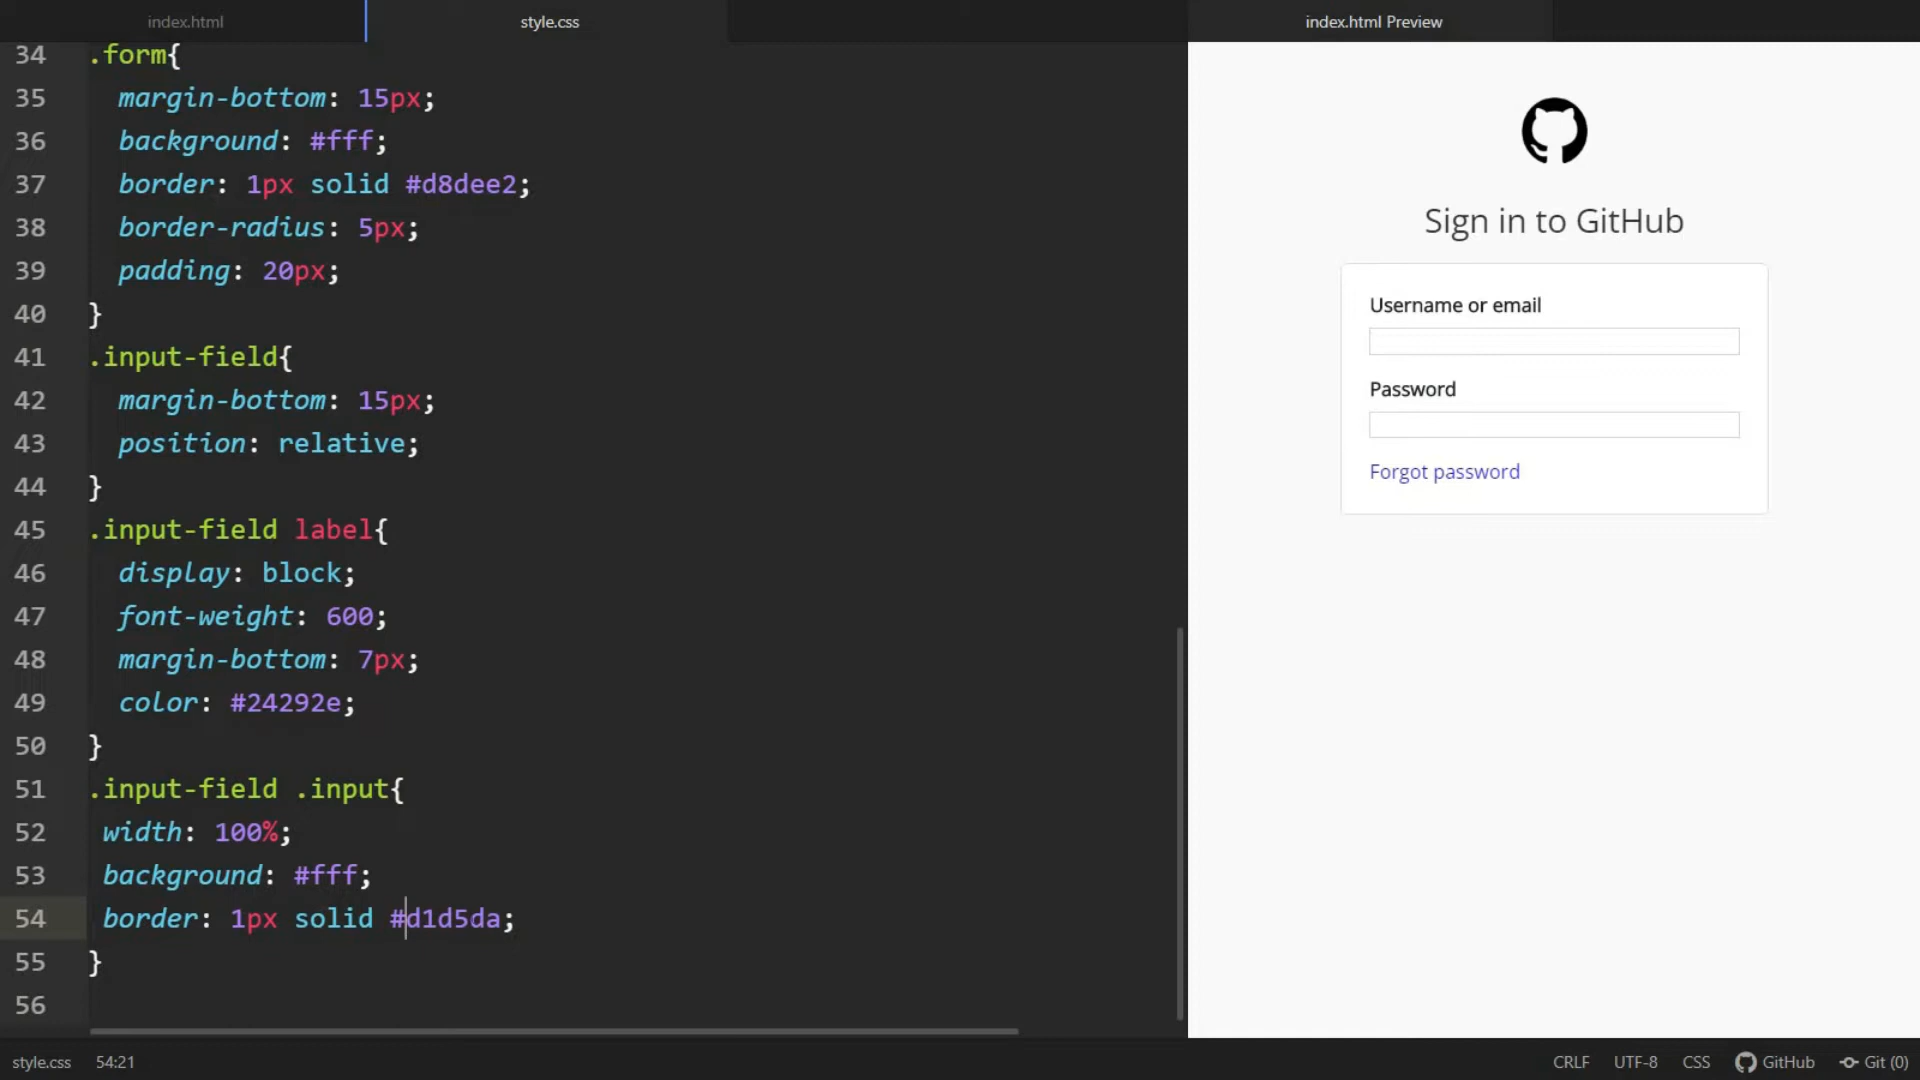 index.html
style.css
index.html Preview
34 .form{
35 margin-bottom: 15px;
36 background: #fff;
37 border: 1px solid #d8dee2;
38 border-radius: 5px;
39 padding: 20px;
40 }
41 .input-field{
42 margin-bottom: 15px;
43 position: relative;
44 }
45 .input-field label{
46 display: block;
47 font-weight: 600;
48 margin-bottom: 7px;
49 color: #24292e;
50 }
51 .input-field .input{
52 width: 100%;
53 background: #fff;
54 border: 1px solid #d1d5da;
55 }
56
Sign in to GitHub
Username or email
Password
Forgot password
style.css 54:21
CRLF UTF-8 CSS GitHub Git (0)